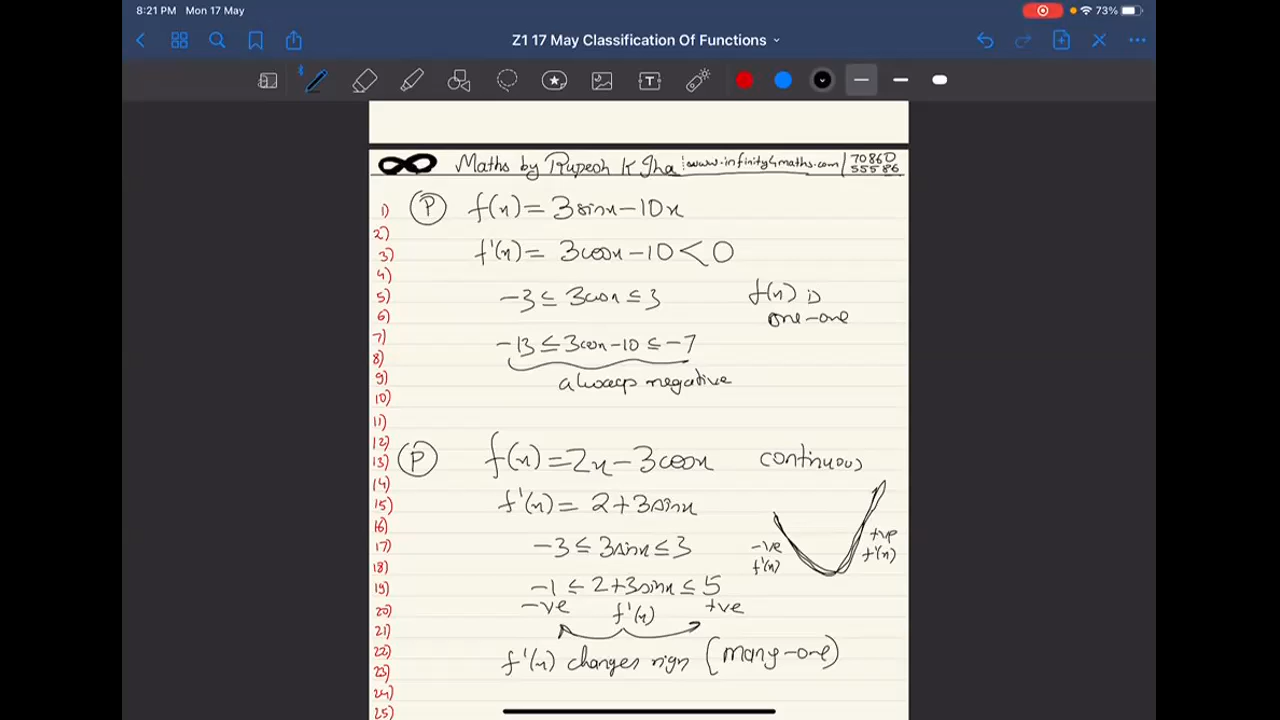 8:21 PM Mon 17 May
73%
Z1 17 May Classification Of Functions
Maths by Rupesh K Jha www.infinity4maths.com 70860 55586
1) P f(x) = 3sinx - 10x
2)
3) f'(x) = 3cosx - 10 < 0
4)
5) -3 ≤ 3cosx ≤ 3 f(x) is
6) one-one
7) -13 ≤ 3cosx - 10 ≤ -7
8)
9) always negative
10)
11)
12)
13) P f(x) = 2x - 3cosx continuous
14)
15) f'(x) = 2 + 3sinx
16)
17) -3 ≤ 3sinx ≤ 3 -ve f'(x) +ve f'(x)
18)
19) -1 ≤ 2 + 3sinx ≤ 5
20) -ve f'(x) +ve
21)
22) f'(x) changes sign (many-one)
23)
24)
25)